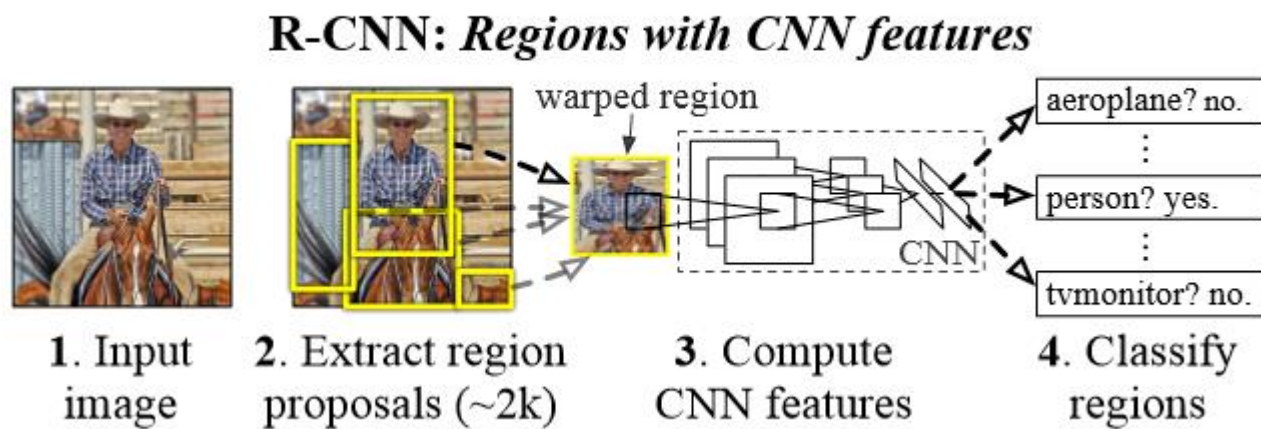 R-CNN: Regions with CNN features
warped region
aeroplane? no.
person? yes.
tvmonitor? no.
CNN
1. Input
image
2. Extract region
proposals (~2k)
3. Compute
CNN features
4. Classify
regions